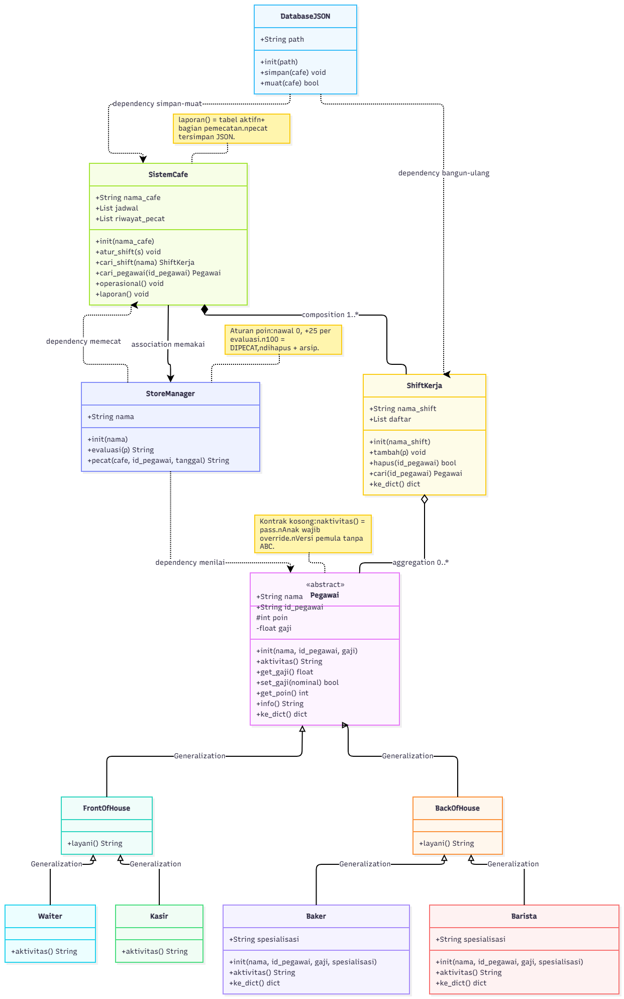 DatabaseJSON
+String path
+init(path)
+simpan(cafe) void
+muat(cafe) bool
dependency simpan-muat
laporan() = tabel aktifn+
bagian pemecatan.npecat
tersimpan JSON.
dependency bangun-ulang
SistemCafe
+String nama_cafe
+List jadwal
+List riwayat_pecat
+init(nama_cafe)
+atur_shift(s) void
+cari_shift(nama) ShiftKerja
+cari_pegawai(id_pegawai) Pegawai
+operasional() void
+laporan() void
composition 1..*
dependency memecat
association memakai
Aturan poin:nawal 0, +25 per
evaluasi.n100 =
DIPECAT,ndihapus + arsip.
StoreManager
+String nama
+init(nama)
+evaluasi(p) String
+pecat(cafe, id_pegawai, tanggal) String
ShiftKerja
+String nama_shift
+List daftar
+init(nama_shift)
+tambah(p) void
+hapus(id_pegawai) bool
+cari(id_pegawai) Pegawai
+ke_dict() dict
Kontrak kosong:naktivitas() =
pass.nAnak wajib
override.nVersi pemula tanpa
ABC.
dependency menilai
aggregation 0..*
«abstract»
Pegawai
+String nama
+String id_pegawai
#int poin
-float gaji
+init(nama, id_pegawai, gaji)
+aktivitas() String
+get_gaji() float
+set_gaji(nominal) bool
+get_poin() int
+info() String
+ke_dict() dict
Generalization
Generalization
FrontOfHouse
+layani() String
BackOfHouse
+layani() String
Generalization
Generalization
Generalization
Generalization
Waiter
+aktivitas() String
Kasir
+aktivitas() String
Baker
+String spesialisasi
+init(nama, id_pegawai, gaji, spesialisasi)
+aktivitas() String
+ke_dict() dict
Barista
+String spesialisasi
+init(nama, id_pegawai, gaji, spesialisasi)
+aktivitas() String
+ke_dict() dict